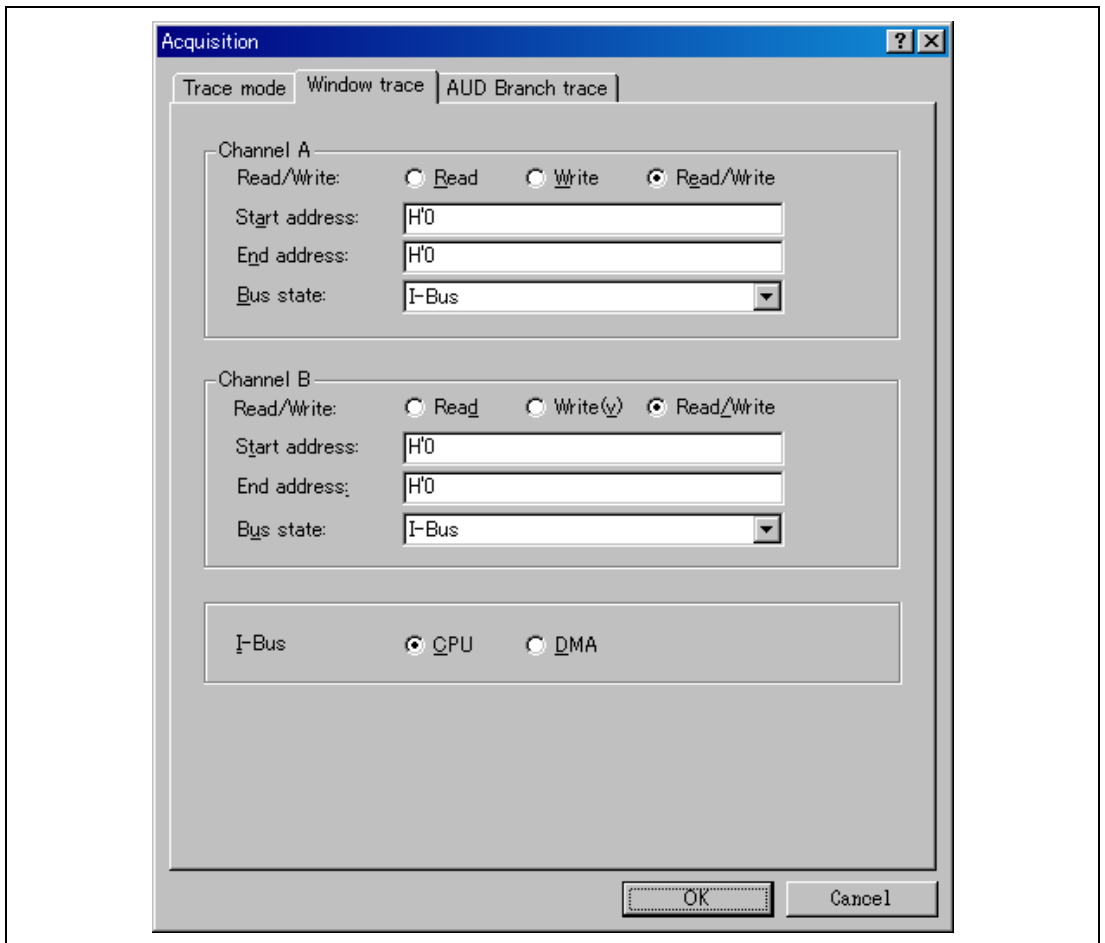 Acquisition
Trace mode Window trace AUD Branch trace
Channel A
Read/Write: Read Write Read/Write
Start address: H'0
End address: H'0
Bus state: I-Bus
Channel B
Read/Write: Read Write(v) Read/Write
Start address: H'0
End address: H'0
Bus state: I-Bus
I-Bus CPU DMA
OK Cancel